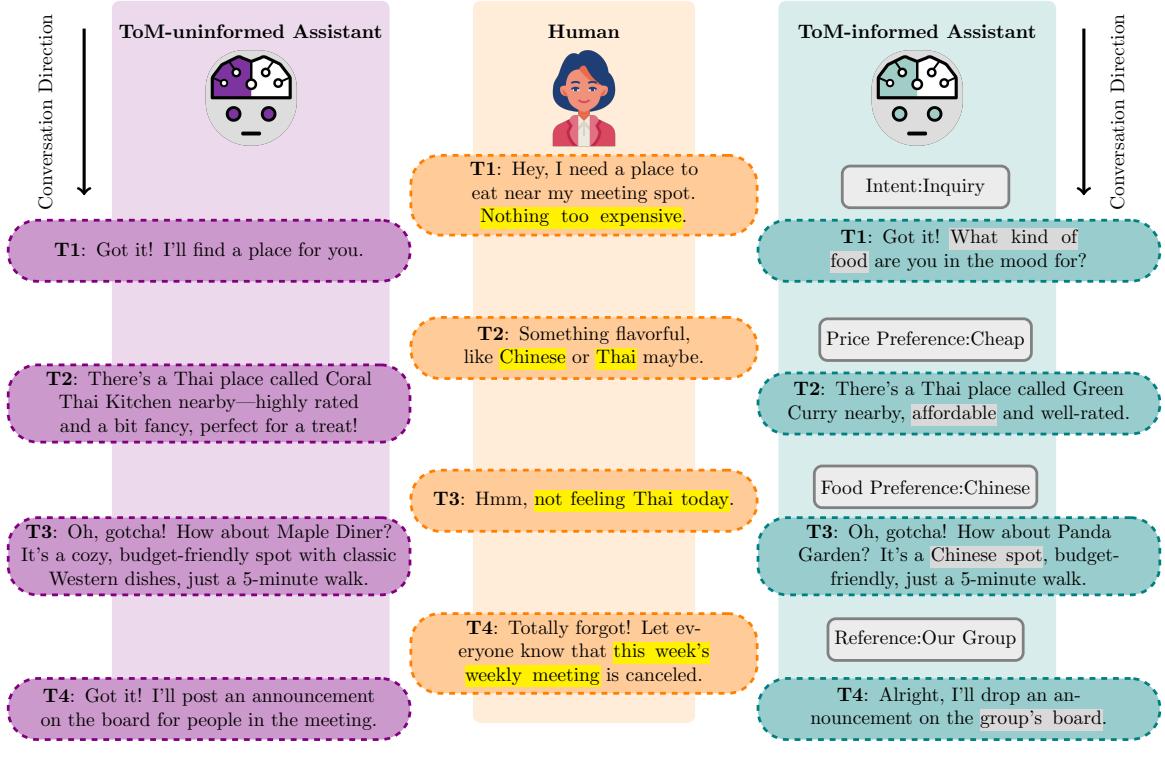 ToM-uninformed Assistant
Human
ToM-informed Assistant
Conversation Direction
Conversation Direction
T1: Hey, I need a place to
eat near my meeting spot.
Nothing too expensive.
Intent:Inquiry
T1: Got it! I'll find a place for you.
T1: Got it! What kind of
food are you in the mood for?
T2: Something flavorful,
like Chinese or Thai maybe.
Price Preference:Cheap
T2: There's a Thai place called Coral
Thai Kitchen nearby—highly rated
and a bit fancy, perfect for a treat!
T2: There's a Thai place called Green
Curry nearby, affordable and well-rated.
T3: Hmm, not feeling Thai today.
Food Preference:Chinese
T3: Oh, gotcha! How about Maple Diner?
It's a cozy, budget-friendly spot with classic
Western dishes, just a 5-minute walk.
T3: Oh, gotcha! How about Panda
Garden? It's a Chinese spot, budget-
friendly, just a 5-minute walk.
T4: Totally forgot! Let ev-
eryone know that this week's
weekly meeting is canceled.
Reference:Our Group
T4: Got it! I'll post an announcement
on the board for people in the meeting.
T4: Alright, I'll drop an an-
nouncement on the group's board.